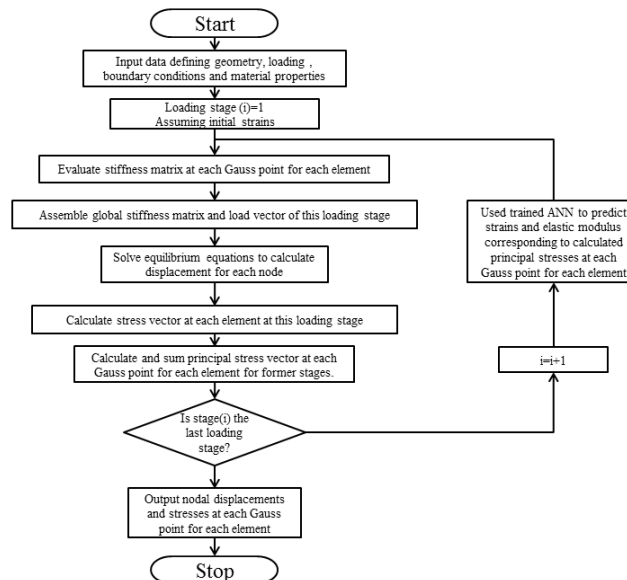 Start
Input data defining geometry, loading ,
boundary conditions and material properties
Loading stage (i)=1
Assuming initial strains
Evaluate stiffness matrix at each Gauss point for each element
Assemble global stiffness matrix and load vector of this loading stage
Solve equilibrium equations to calculate
displacement for each node
Calculate stress vector at each element at this loading stage
Calculate and sum principal stress vector at each
Gauss point for each element for former stages.
Is stage(i) the
last loading
stage?
i=i+1
Used trained ANN to predict
strains and elastic modulus
corresponding to calculated
principal stresses at each
Gauss point for each element
Output nodal displacements
and stresses at each Gauss
point for each element
Stop